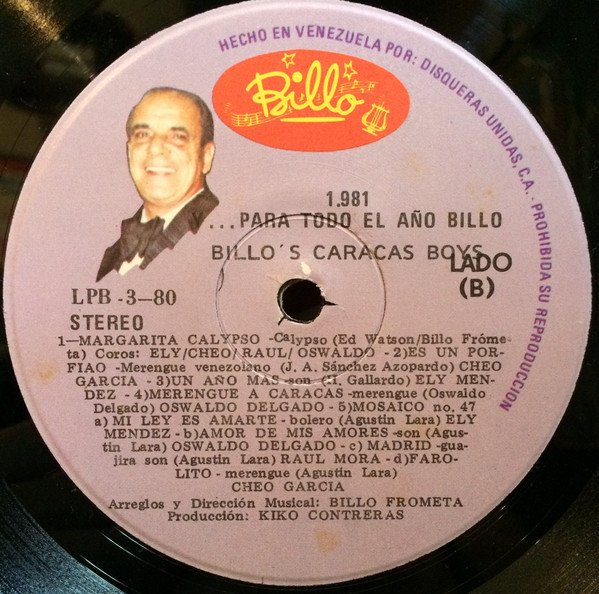 HECHO EN VENEZUELA POR: DISQUERAS UNIDAS, C.A. - PROHIBIDA SU REPRODUCCION
Billo
1.981
Y...PARA TODO EL AÑO BILLO
BILLO´S CARACAS BOYS
LADO
(B)
LPB -3-80
STEREO
1-MARGARITA CALYPSO -Calypso (Ed Watson/Billo Fróme-
ta) Coros: ELY/CHEO/RAUL/OSWALDO - 2)ES UN POR-
FIAO -Merengue venezolano (J. A. Sánchez Azopardo) CHEO
GARCIA - 3)UN AÑO MAS -son (H. Gallardo) ELY MEN-
DEZ - 4)MERENGUE A CARACAS -merengue (Oswaldo
Delgado) OSWALDO DELGADO - 5)MOSAICO no. 47
a) MI LEY ES AMARTE - bolero (Agustin Lara) ELY
MENDEZ - b)AMOR DE MIS AMORES -son (Agus-
tin Lara) OSWALDO DELGADO - c) MADRID -gua-
jira son (Agustin Lara) RAUL MORA - d)FARO-
LITO - merengue (Agustin Lara)
CHEO GARCIA
Arreglos y Dirección Musical: BILLO FROMETA
Producción: KIKO CONTRERAS